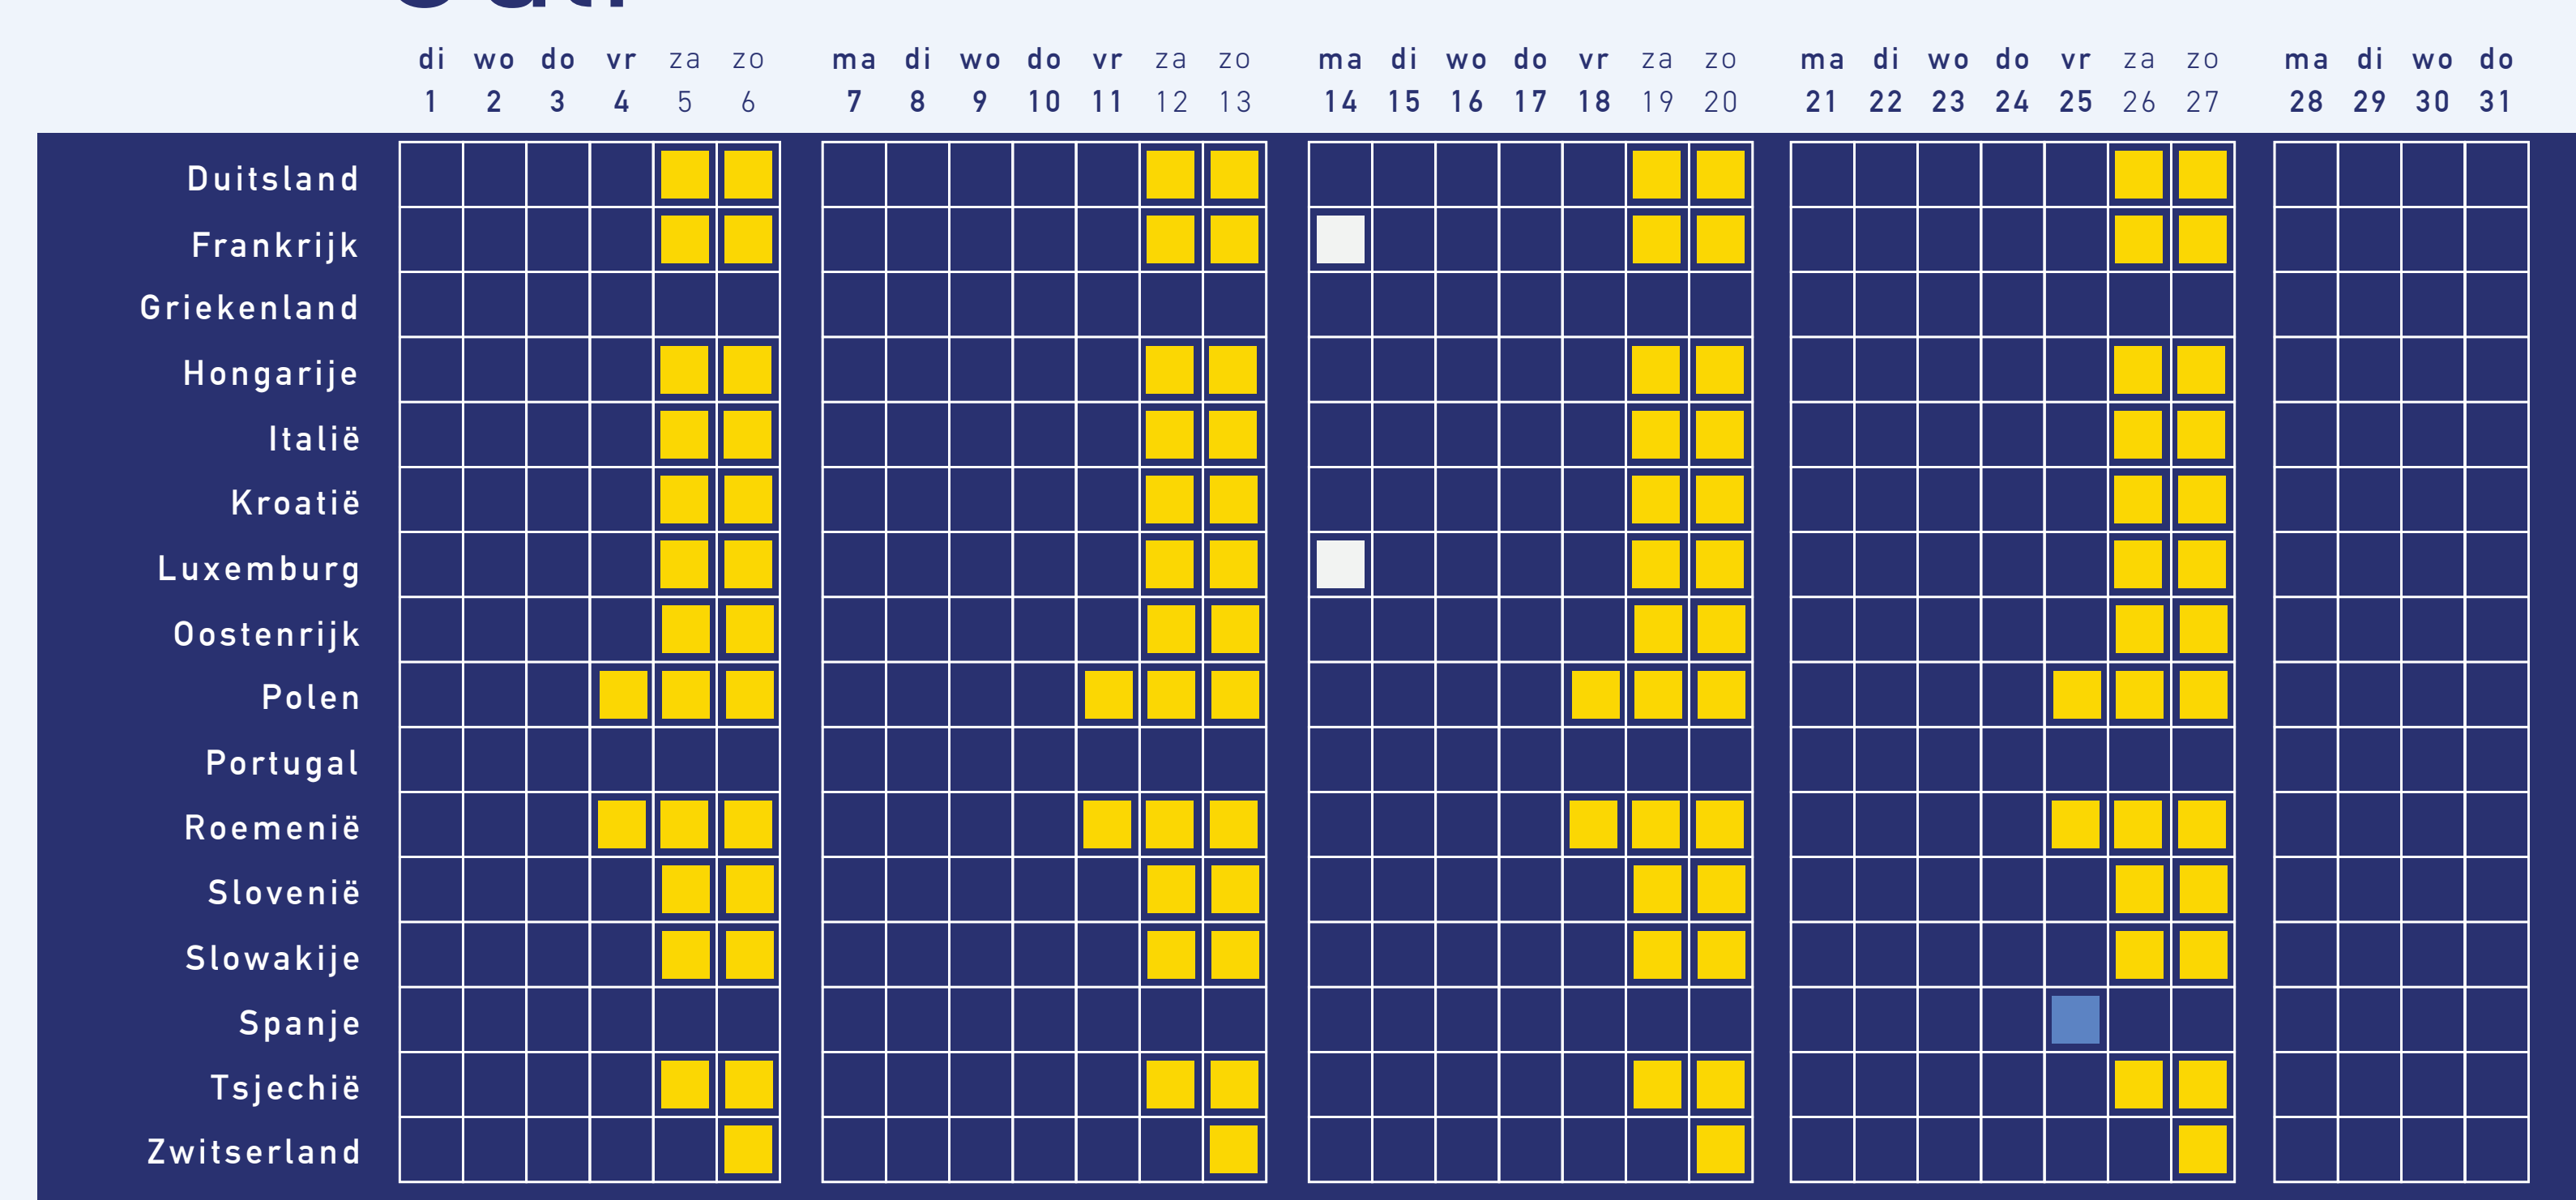 di wo do vr za zo ma di wo do vr za zo ma di wo do vr za zo ma di wo do vr za zo ma di wo do
1 2 3 4 5 6 7 8 9 10 11 12 13 14 15 16 17 18 19 20 21 22 23 24 25 26 27 28 29 30 31
Duitsland
Frankrijk
Griekenland
Hongarije
Italië
Kroatië
Luxemburg
Oostenrijk
Polen
Portugal
Roemenië
Slovenië
Slowakije
Spanje
Tsjechië
Zwitserland